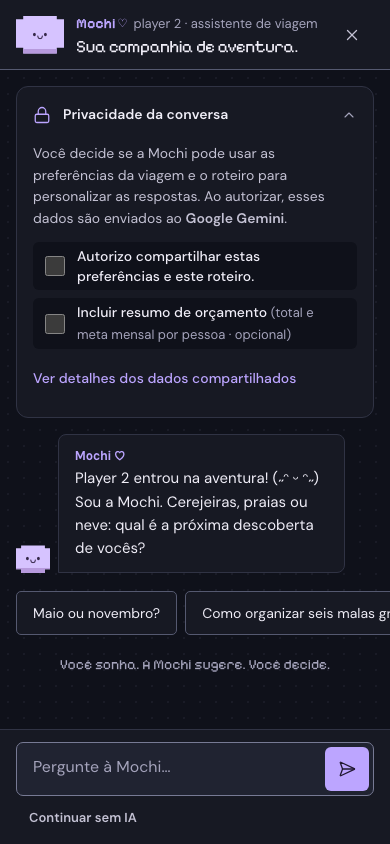 Mochi♡ player 2 · assistente de viagem
Sua companhia de aventura.
Privacidade da conversa
Você decide se a Mochi pode usar as
preferências da viagem e o roteiro para
personalizar as respostas. Ao autorizar, esses
dados são enviados ao Google Gemini.
Autorizo compartilhar estas
preferências e este roteiro.
Incluir resumo de orçamento (total e
meta mensal por pessoa · opcional)
Ver detalhes dos dados compartilhados
Mochi ♡
Player 2 entrou na aventura! (˶ᵔ ᵕ ᵔ˶)
Sou a Mochi. Cerejeiras, praias ou
neve: qual é a próxima descoberta
de vocês?
Maio ou novembro?
Como organizar seis malas gr
Você sonha. A Mochi sugere. Você decide.
Pergunte à Mochi...
Continuar sem IA